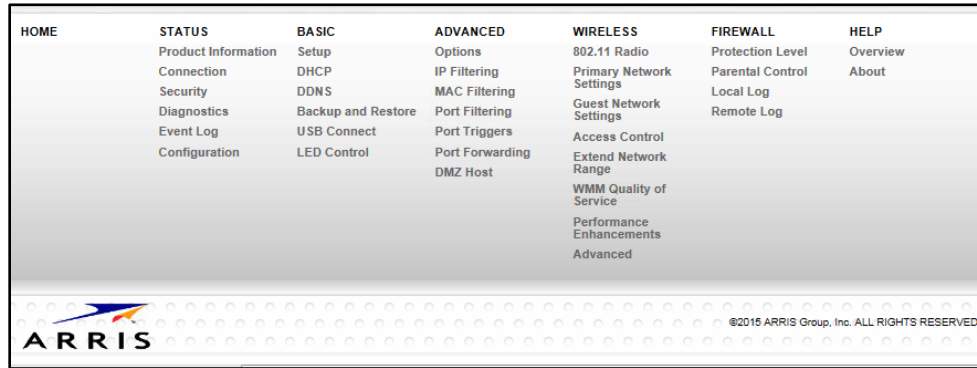 HOME
STATUS
Product Information
Connection
Security
Diagnostics
Event Log
Configuration
BASIC
Setup
DHCP
DDNS
Backup and Restore
USB Connect
LED Control
ADVANCED
Options
IP Filtering
MAC Filtering
Port Filtering
Port Triggers
Port Forwarding
DMZ Host
WIRELESS
802.11 Radio
Primary Network
Settings
Guest Network
Settings
Access Control
Extend Network
Range
WMM Quality of
Service
Performance
Enhancements
Advanced
FIREWALL
Protection Level
Parental Control
Local Log
Remote Log
HELP
Overview
About
ARRIS
©2015 ARRIS Group, Inc. ALL RIGHTS RESERVED